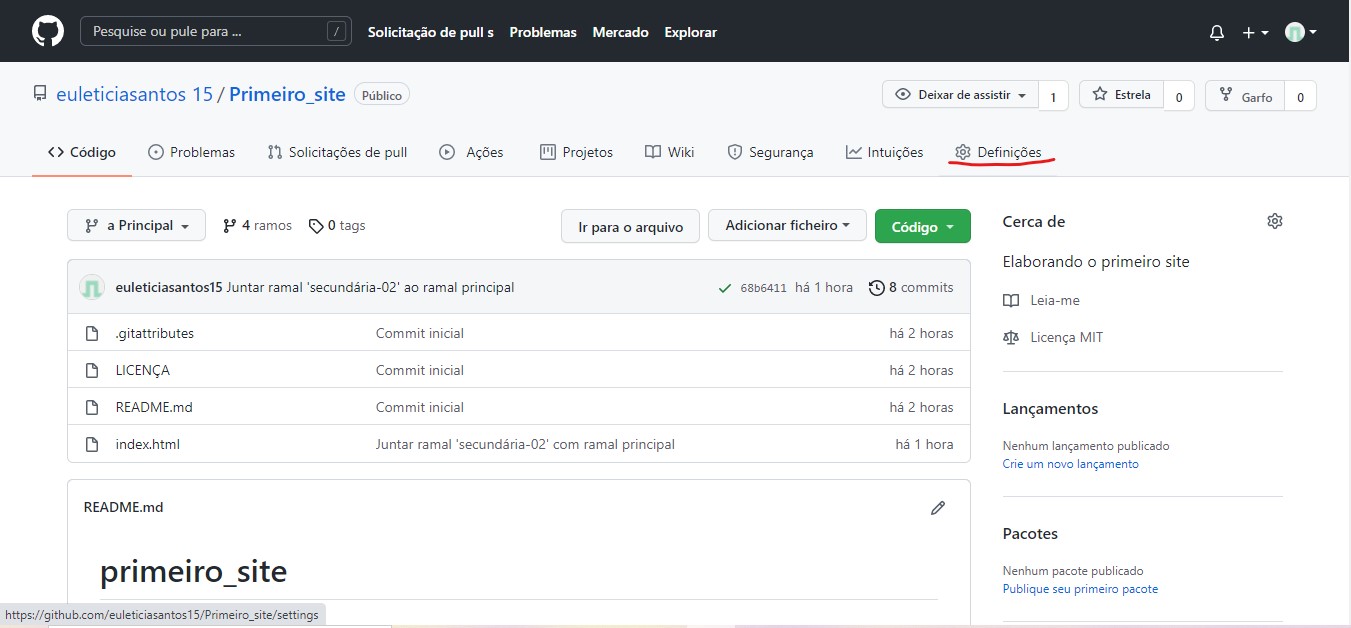 Pesquise ou pule para ... /
Solicitação de pull s Problemas Mercado Explorar
euleticiasantos 15 / Primeiro_site Público
Deixar de assistir 1 Estrela 0 Garfo 0
Código Problemas Solicitações de pull Ações Projetos Wiki Segurança Intuições Definições
a Principal 4 ramos 0 tags Ir para o arquivo Adicionar ficheiro Código
euleticiasantos15 Juntar ramal 'secundária-02' ao ramal principal 68b6411 há 1 hora 8 commits
.gitattributes Commit inicial há 2 horas
LICENÇA Commit inicial há 2 horas
README.md Commit inicial há 2 horas
index.html Juntar ramal 'secundária-02' com ramal principal há 1 hora
README.md
primeiro_site
Cerca de
Elaborando o primeiro site
Leia-me
Licença MIT
Lançamentos
Nenhum lançamento publicado
Crie um novo lançamento
Pacotes
Nenhum pacote publicado
Publique seu primeiro pacote
https://github.com/euleticiasantos15/Primeiro_site/settings